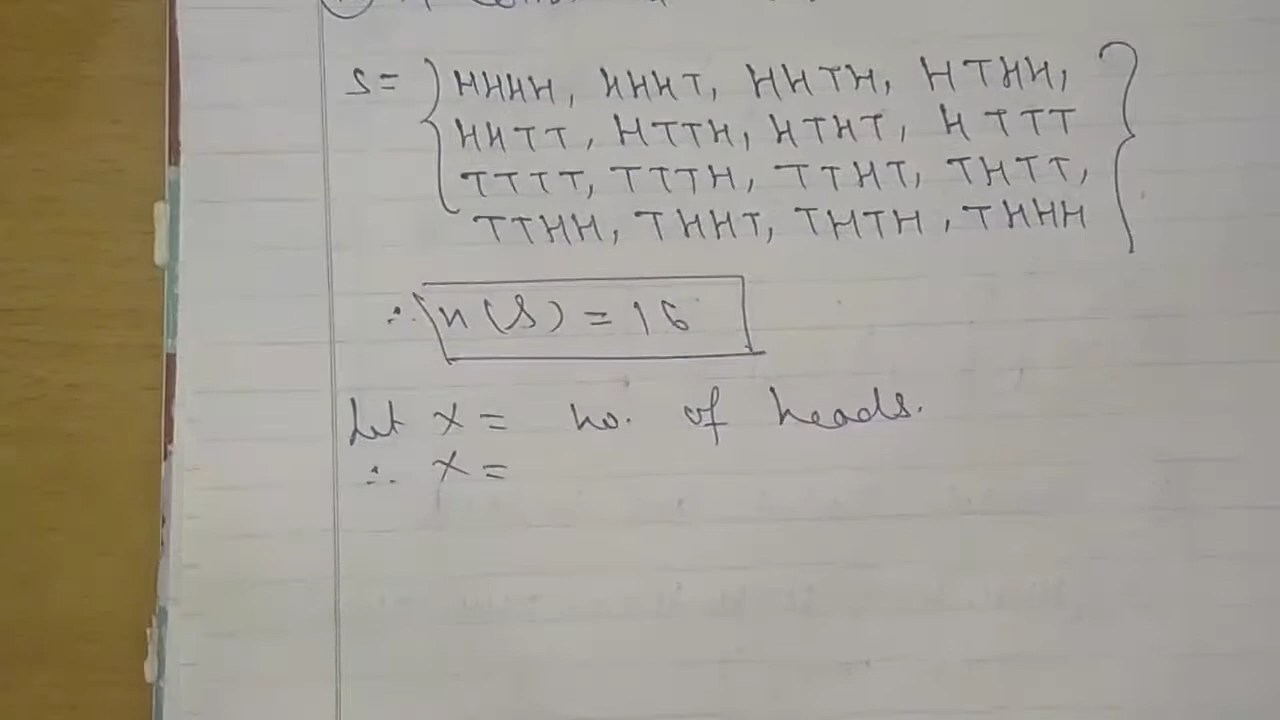 S = { HHHH, HHHT, HHTH, HTHH,
HHTT, HTTH, HTHT, HTTT
TTTT, TTTH, TTHT, THTT,
TTHH, THHT, THTH, THHH }
∴ n(S) = 16
Let X = no. of heads.
∴ X =